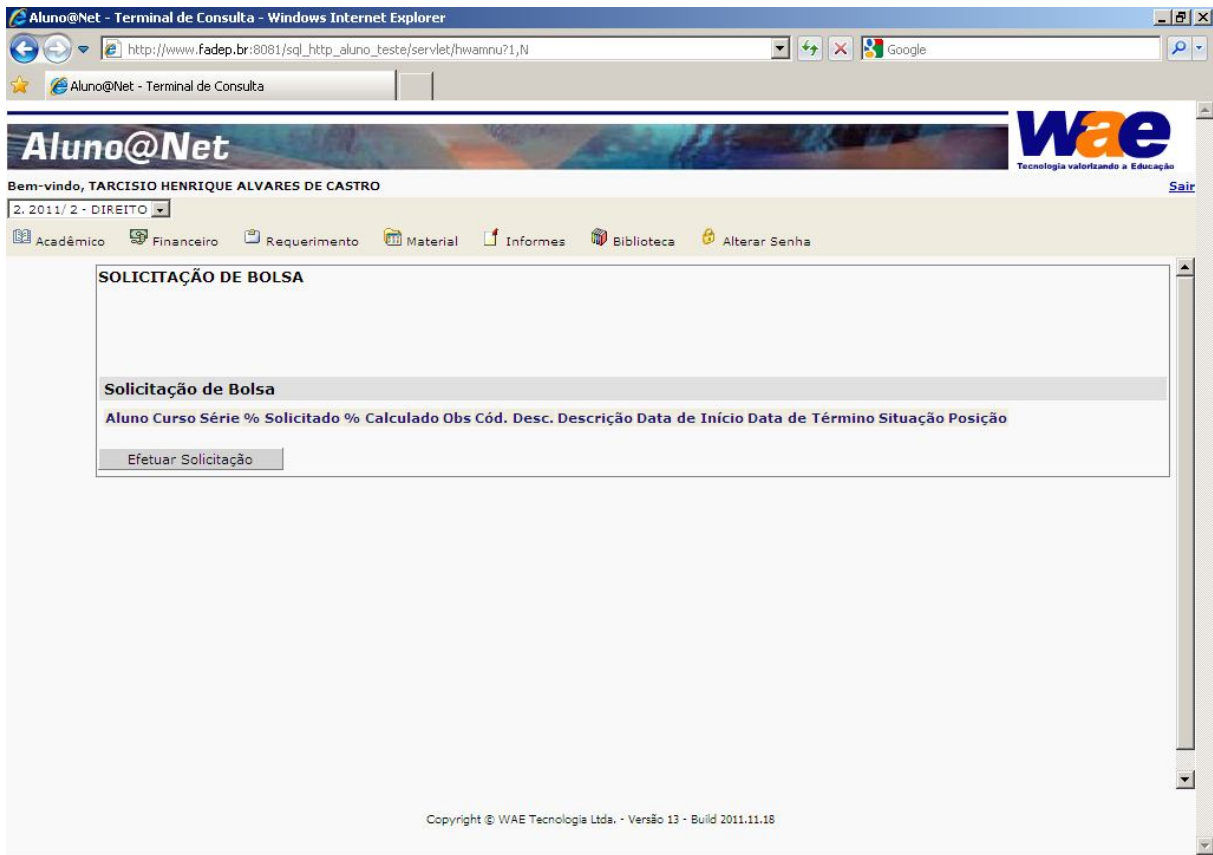 Aluno@Net - Terminal de Consulta - Windows Internet Explorer
http://www.fadep.br:8081/sql_http_aluno_teste/servlet/hwamnu?1,N
Google
Aluno@Net - Terminal de Consulta
Aluno@Net
wae
Tecnologia valorizando a Educação
Bem-vindo, TARCISIO HENRIQUE ALVARES DE CASTRO
Sair
2. 2011/ 2 - DIREITO
Acadêmico Financeiro Requerimento Material Informes Biblioteca Alterar Senha
SOLICITAÇÃO DE BOLSA
Solicitação de Bolsa
Aluno Curso Série % Solicitado % Calculado Obs Cód. Desc. Descrição Data de Início Data de Término Situação Posição
Efetuar Solicitação
Copyright © WAE Tecnologia Ltda. - Versão 13 - Build 2011.11.18